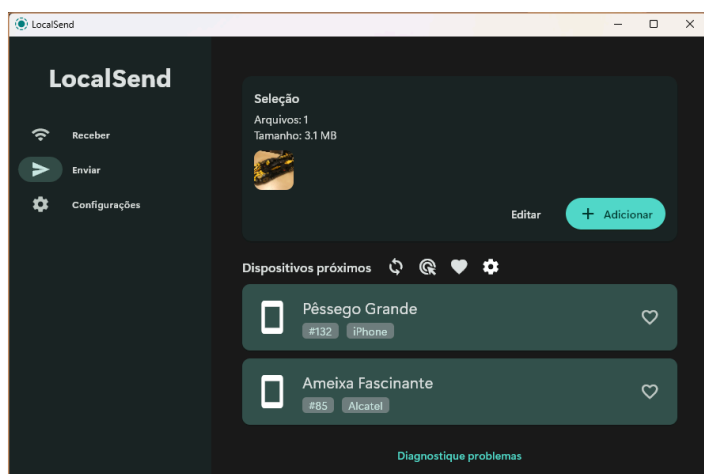 LocalSend
LocalSend
Receber
Enviar
Configurações
Seleção
Arquivos: 1
Tamanho: 3.1 MB
Editar
+ Adicionar
Dispositivos próximos
Pêssego Grande
#132 iPhone
Ameixa Fascinante
#85 Alcatel
Diagnostique problemas